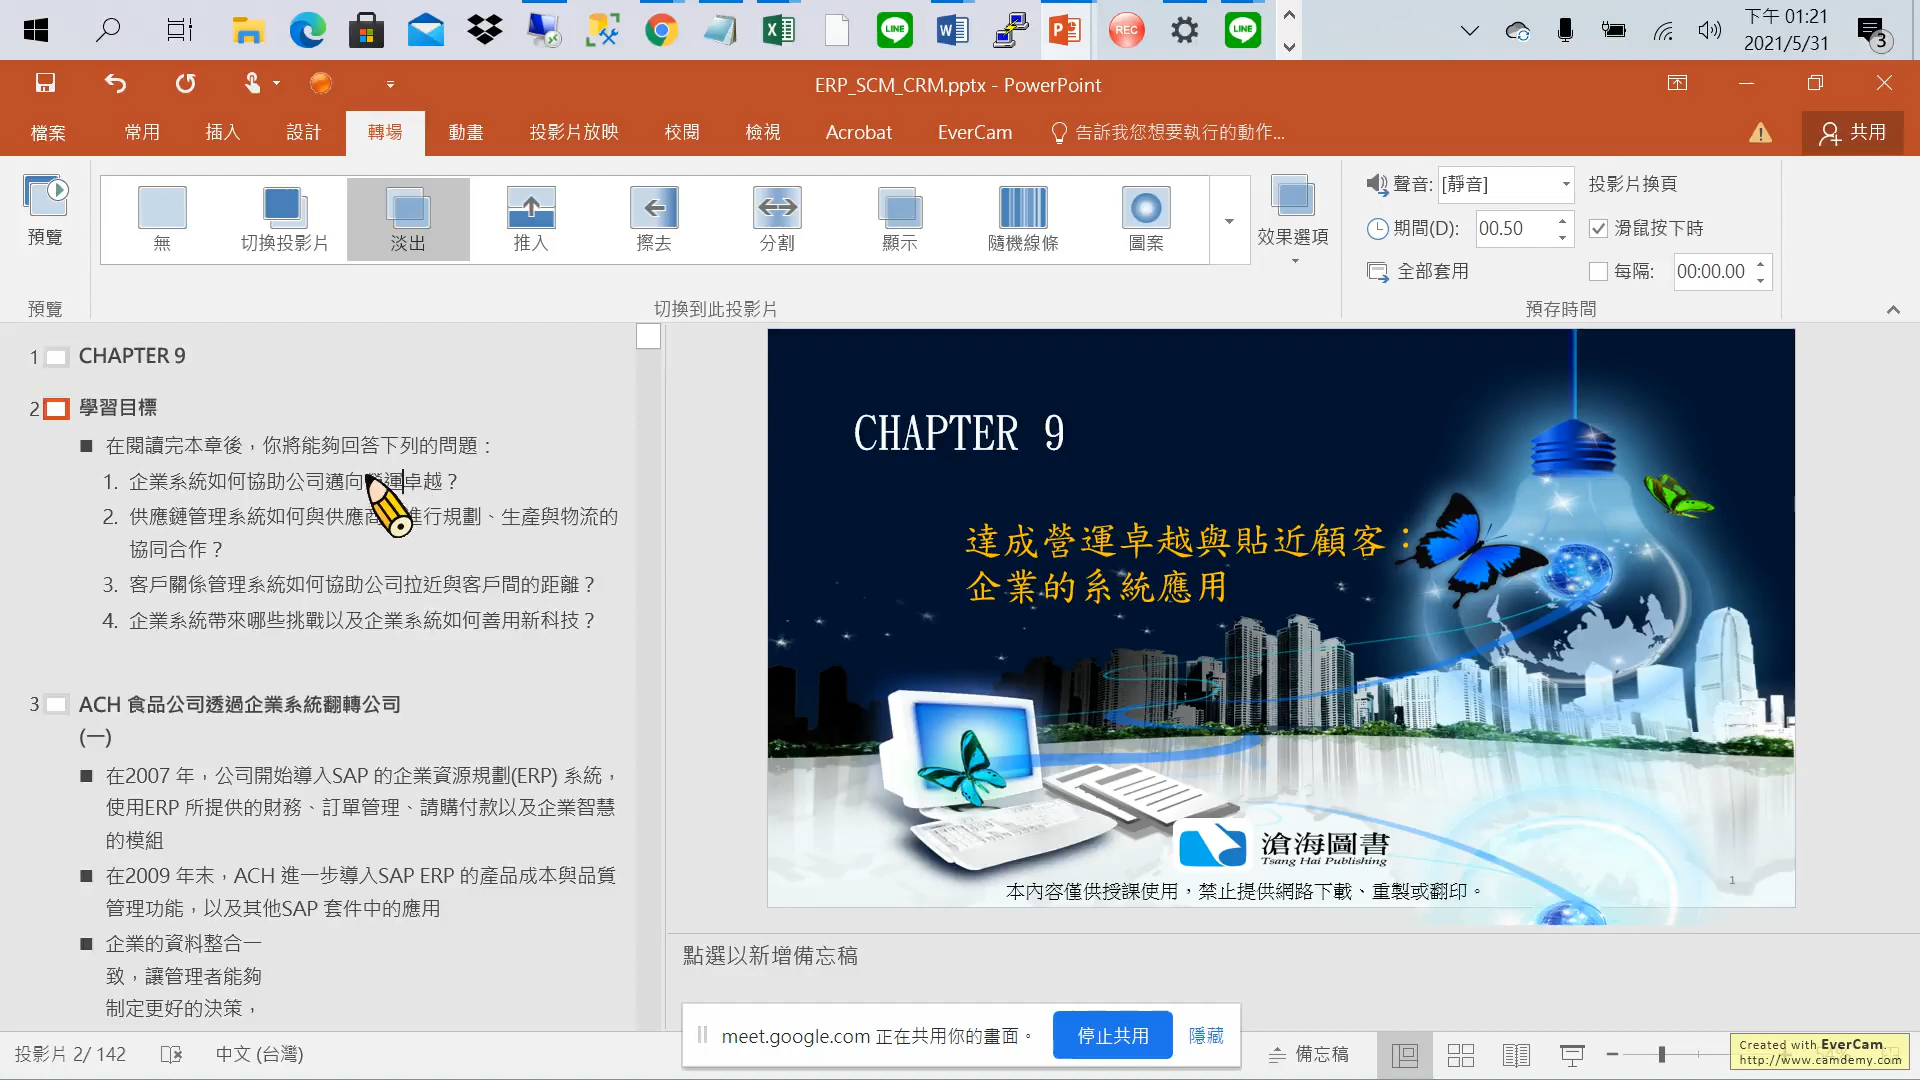 下午 01:21
2021/5/31
3
ERP_SCM_CRM.pptx - PowerPoint
檔案 常用 插入 設計 轉場 動畫 投影片放映 校閱 檢視 Acrobat EverCam 告訴我您想要執行的動作... 共用
預覽 無 切換投影片 淡出 推入 擦去 分割 顯示 隨機線條 圖案 效果選項
聲音: [靜音] 投影片換頁
期間(D): 00.50 滑鼠按下時
全部套用 每隔: 00:00.00
預覽 切換到此投影片 預存時間
1 CHAPTER 9
2 學習目標
■ 在閱讀完本章後，你將能夠回答下列的問題：
1. 企業系統如何協助公司邁向營運卓越？
2. 供應鏈管理系統如何與供應商進行規劃、生產與物流的
協同合作？
3. 客戶關係管理系統如何協助公司拉近與客戶間的距離？
4. 企業系統帶來哪些挑戰以及企業系統如何善用新科技？
3 ACH 食品公司透過企業系統翻轉公司
(一)
■ 在2007 年，公司開始導入SAP 的企業資源規劃(ERP) 系統，
使用ERP 所提供的財務、訂單管理、請購付款以及企業智慧
的模組
■ 在2009 年末，ACH 進一步導入SAP ERP 的產品成本與品質
管理功能，以及其他SAP 套件中的應用
■ 企業的資料整合一
致，讓管理者能夠
制定更好的決策，
CHAPTER 9
達成營運卓越與貼近顧客：
企業的系統應用
滄海圖書
Tsang Hai Publishing
本內容僅供授課使用，禁止提供網路下載、重製或翻印。
1
點選以新增備忘稿
meet.google.com 正在共用你的畫面。 停止共用 隱藏
投影片 2/ 142 中文 (台灣) 備忘稿
Created with EverCam.
http://www.camdemy.com
REC
LINE
LINE